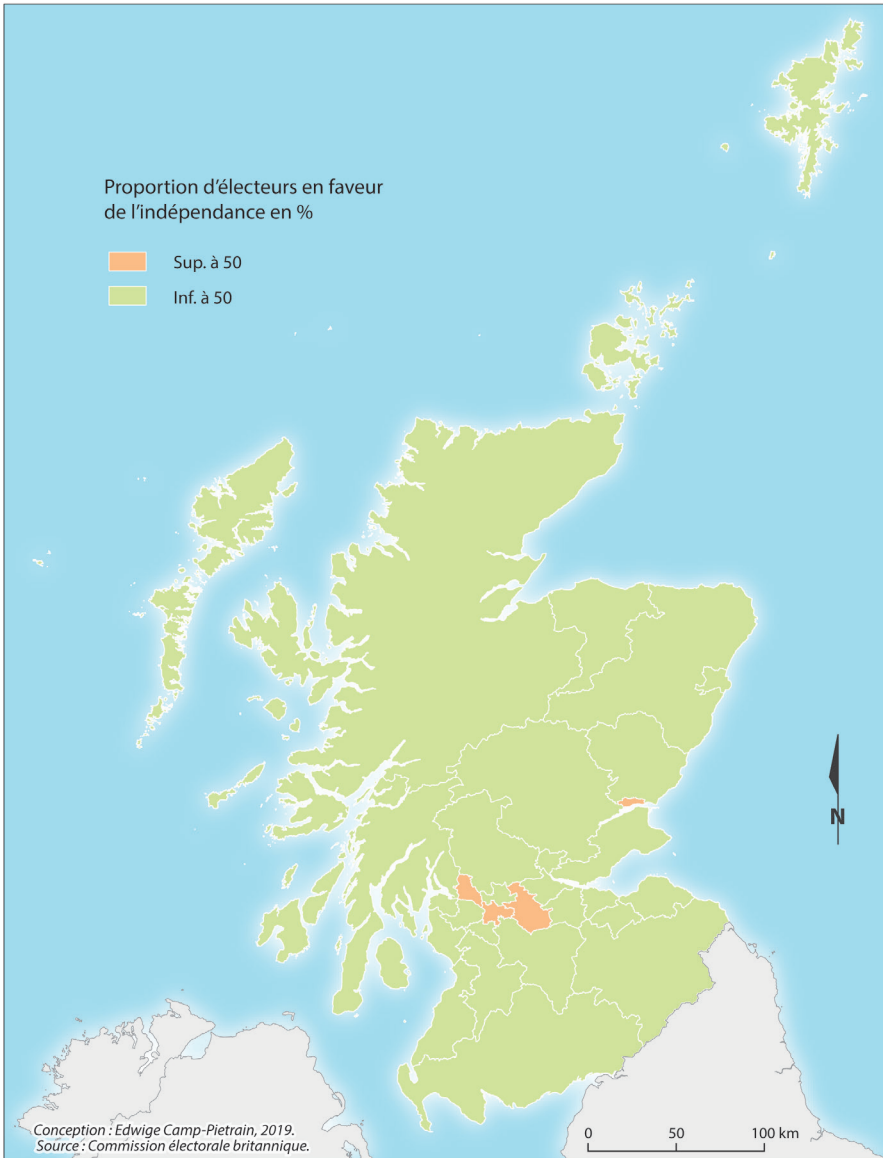 Proportion d’électeurs en faveur
de l’indépendance en %
Sup. à 50
Inf. à 50
N
Conception : Edwige Camp-Pietrain, 2019.
Source : Commission électorale britannique.
0 50 100 km